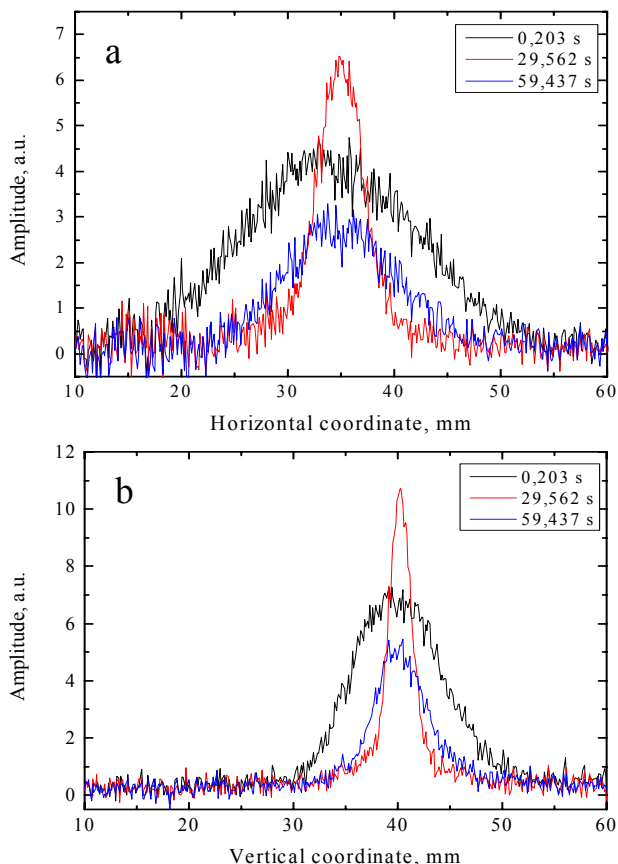 a
0,203 s
29,562 s
59,437 s
7
6
5
4
3
2
1
0
Amplitude, a.u.
10 20 30 40 50 60
Horizontal coordinate, mm
b
0,203 s
29,562 s
59,437 s
12
10
8
6
4
2
0
Amplitude, a.u.
10 20 30 40 50 60
Vertical coordinate, mm